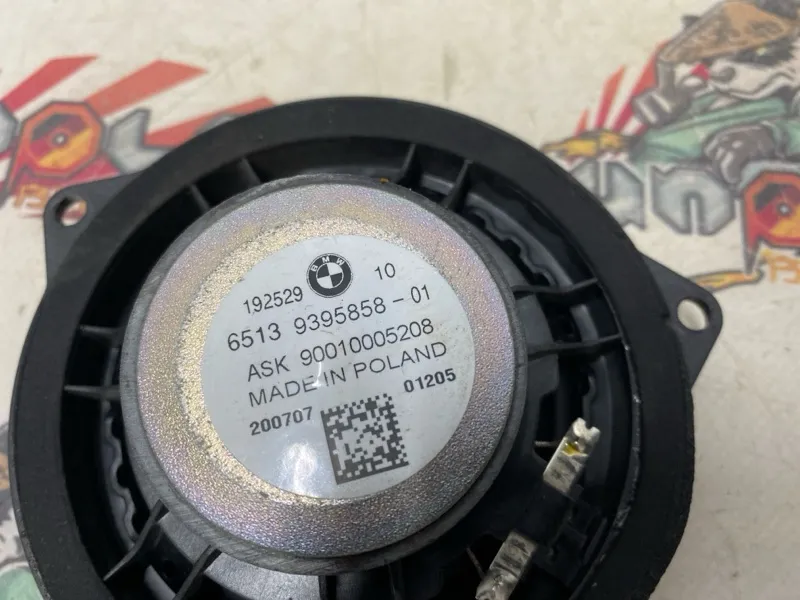 BMW
192529 10
6513 9395858-01
ASK 90010005208
MADE IN POLAND
200707 01205